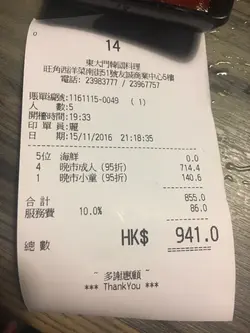 14
東大門韓國料理
旺角西洋菜南街51號友誠商業中心6樓
電話: 23983777 / 23967757
賬單編號:1161115-0049 (1)
人 數:5
開檯時間:19:33
印 單 員:麗
日 期:15/11/2016 21:18:35
5位 海鮮 0.0
4 晚市成人 (95折) 714.4
1 晚市小童 (95折) 140.6
合 計 855.0
服務費 10.0% 86.0
總 數 HK$ 941.0
~ 多謝惠顧 ~
*** ThankYou ***